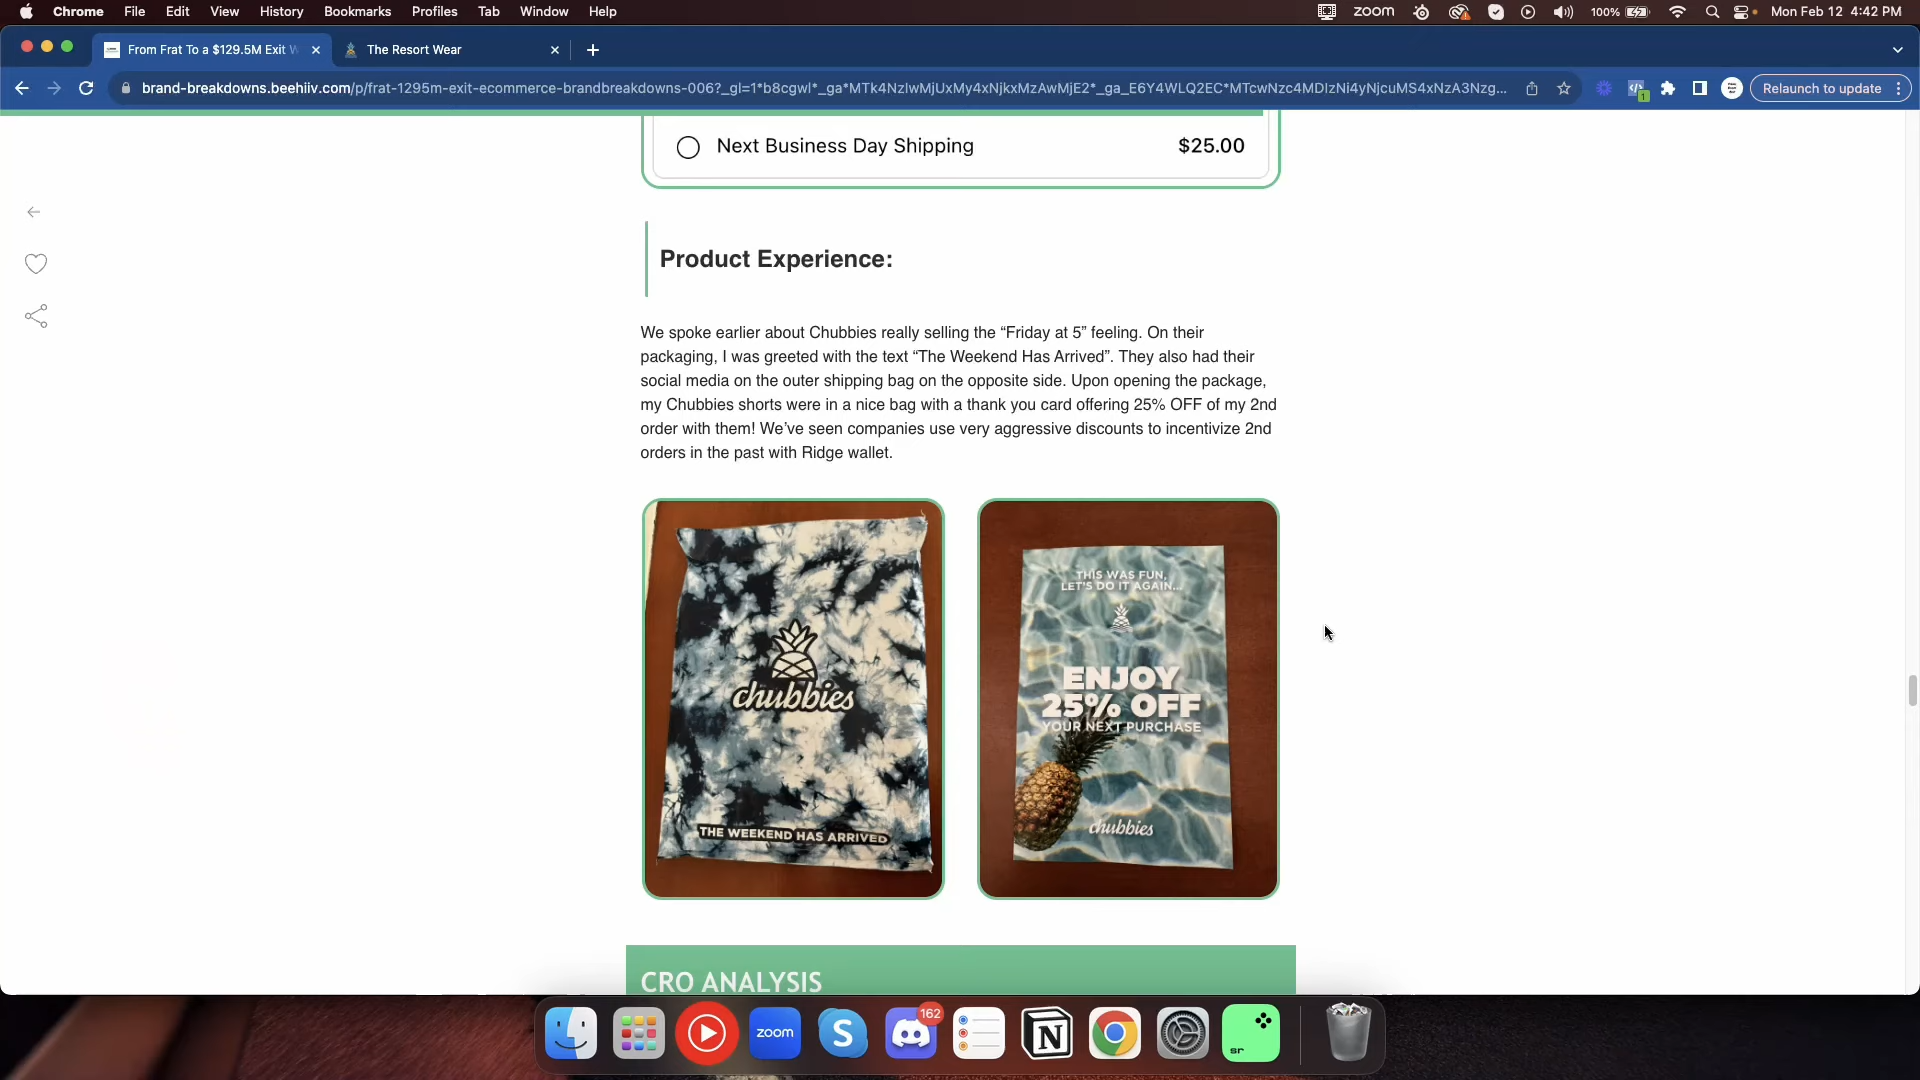 Chrome File Edit View History Bookmarks Profiles Tab Window Help
zoom 100% Mon Feb 12 4:42 PM
From Frat To a $129.5M Exit W
The Resort Wear
brand-breakdowns.beehiiv.com/p/frat-1295m-exit-ecommerce-brandbreakdowns-006?_gl=1*b8cgwl*_ga*MTk4NzIwMjUxMy4xNjkxMzAwMjE2*_ga_E6Y4WLQ2EC*MTcwNzc4MDIzNi4yNjcuMS4xNzA3Nzg...
1
Relaunch to update
Next Business Day Shipping $25.00
Product Experience:
We spoke earlier about Chubbies really selling the “Friday at 5” feeling. On their
packaging, I was greeted with the text “The Weekend Has Arrived”. They also had their
social media on the outer shipping bag on the opposite side. Upon opening the package,
my Chubbies shorts were in a nice bag with a thank you card offering 25% OFF of my 2nd
order with them! We’ve seen companies use very aggressive discounts to incentivize 2nd
orders in the past with Ridge wallet.
chubbies
THE WEEKEND HAS ARRIVED
THIS WAS FUN,
LET'S DO IT AGAIN...
ENJOY
25% OFF
YOUR NEXT PURCHASE
chubbies
CRO ANALYSIS
zoom
S
162
N
sr